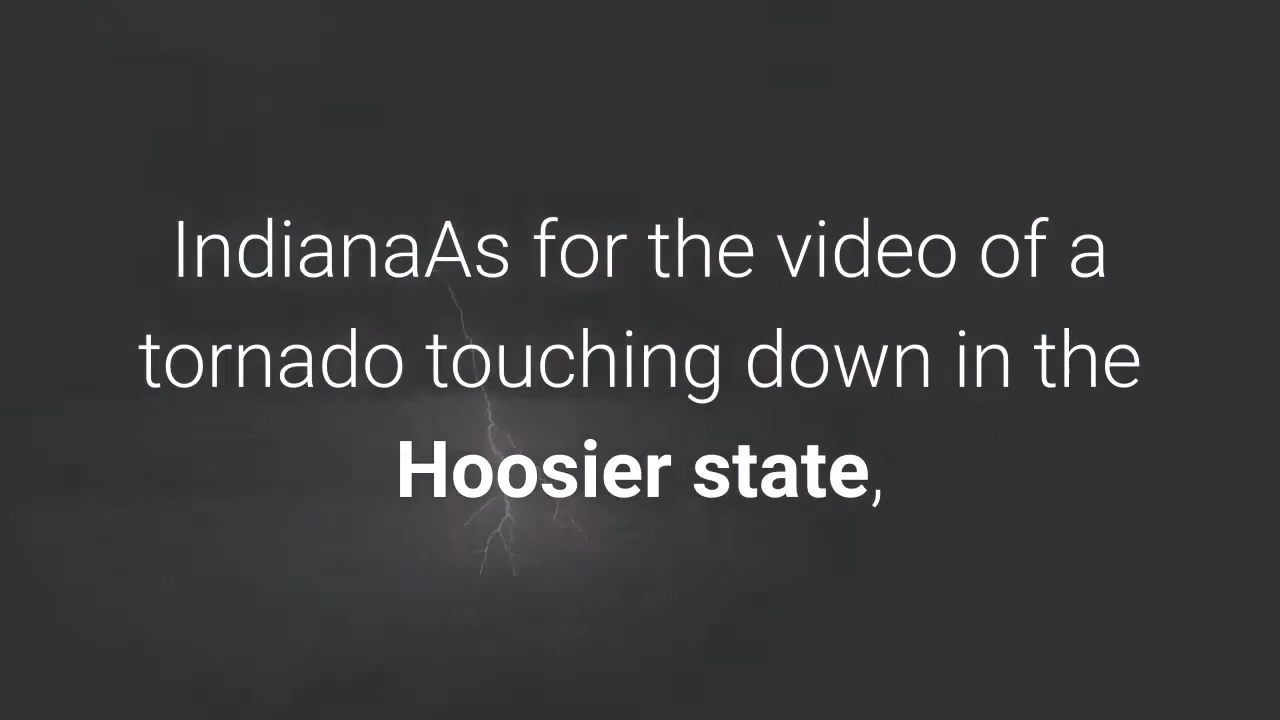 IndianaAs for the video of a
tornado touching down in the
Hoosier state,